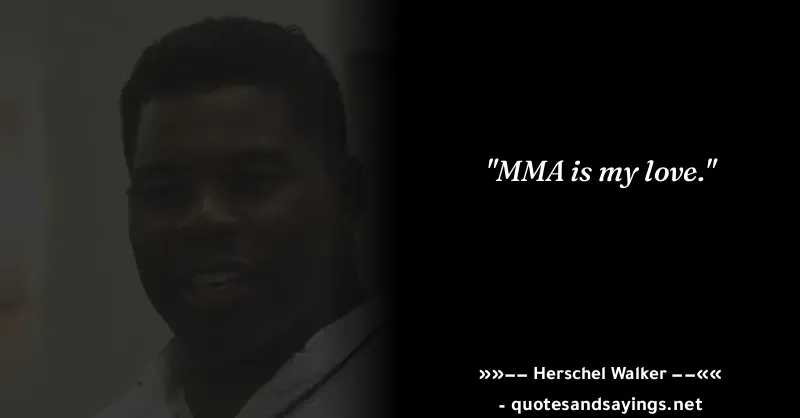 "MMA is my love."
»»−− Herschel Walker −−««
- quotesandsayings.net